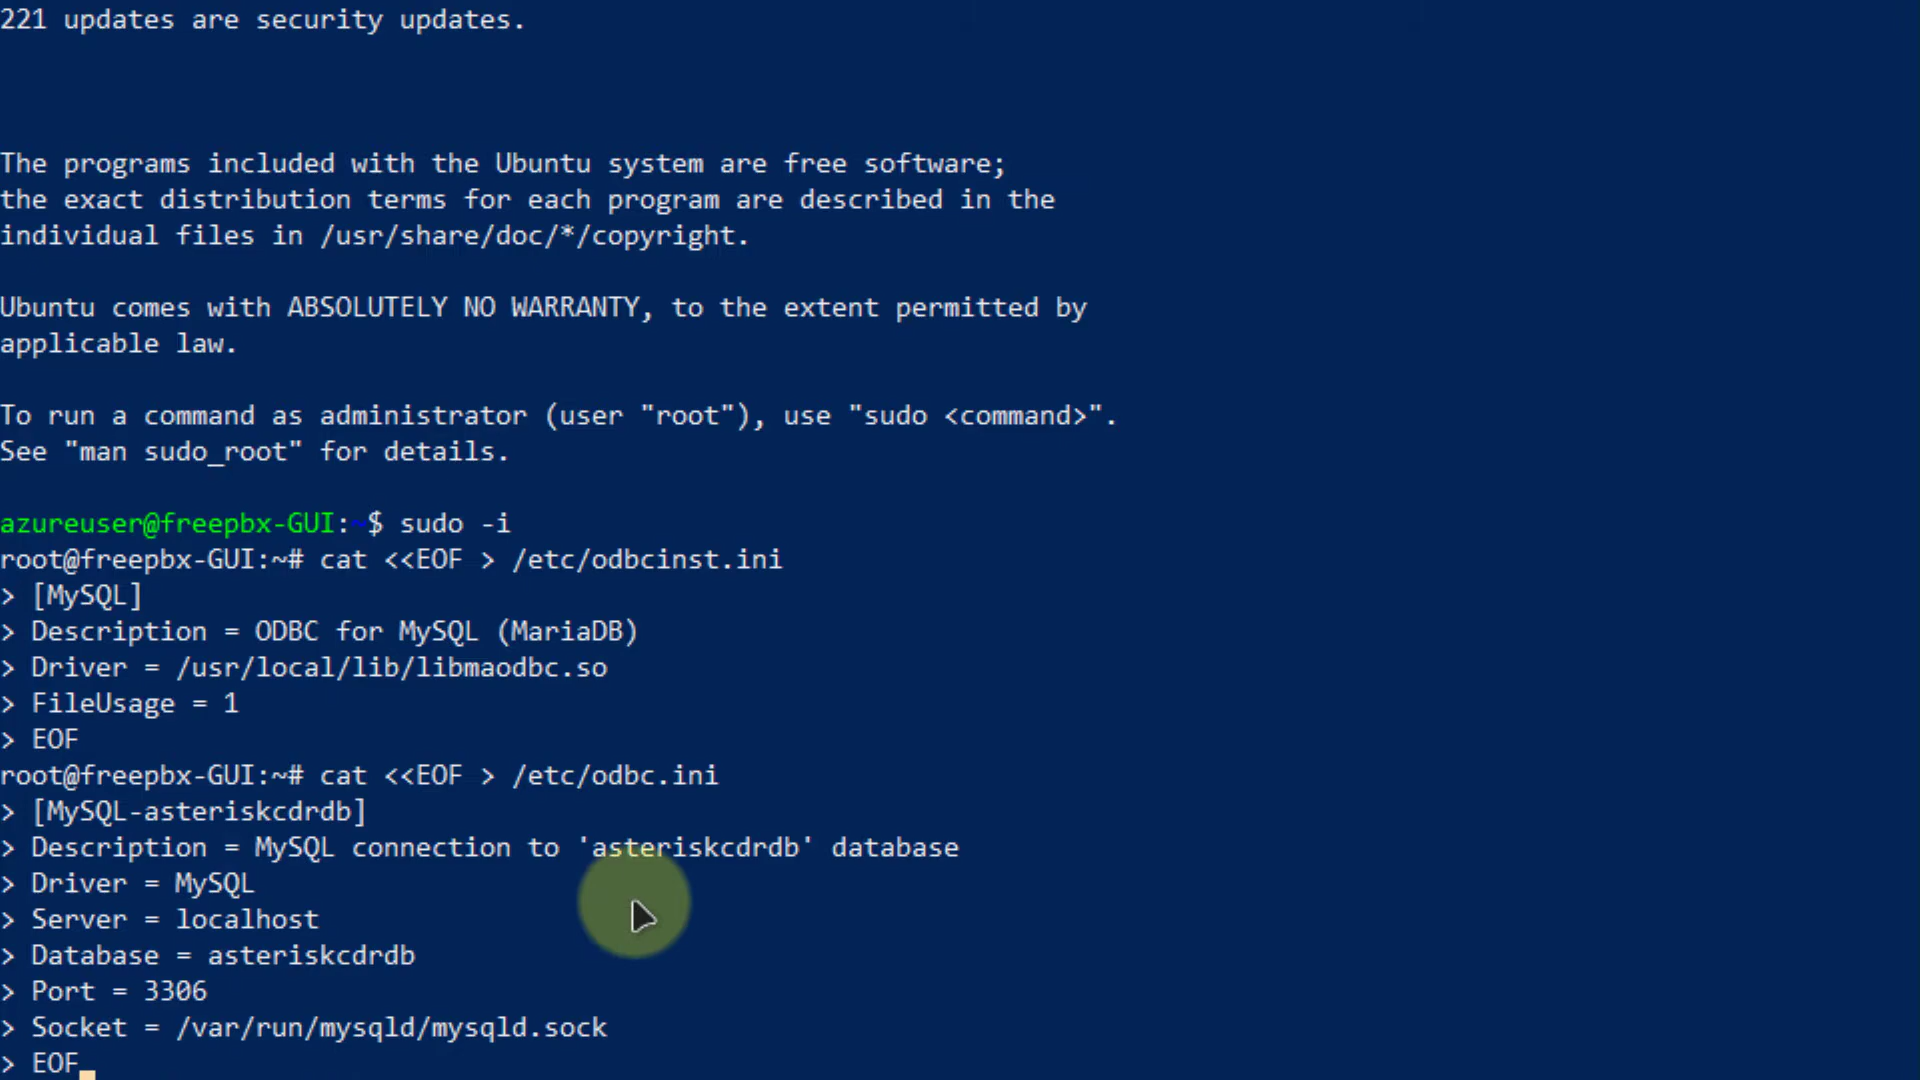 221 updates are security updates.
The programs included with the Ubuntu system are free software;
the exact distribution terms for each program are described in the
individual files in /usr/share/doc/*/copyright.
Ubuntu comes with ABSOLUTELY NO WARRANTY, to the extent permitted by
applicable law.
To run a command as administrator (user "root"), use "sudo <command>".
See "man sudo_root" for details.
azureuser@freepbx-GUI:~$ sudo -i
root@freepbx-GUI:~# cat <<EOF > /etc/odbcinst.ini
> [MySQL]
> Description = ODBC for MySQL (MariaDB)
> Driver = /usr/local/lib/libmaodbc.so
> FileUsage = 1
> EOF
root@freepbx-GUI:~# cat <<EOF > /etc/odbc.ini
> [MySQL-asteriskcdrdb]
> Description = MySQL connection to 'asteriskcdrdb' database
> Driver = MySQL
> Server = localhost
> Database = asteriskcdrdb
> Port = 3306
> Socket = /var/run/mysqld/mysqld.sock
> EOF